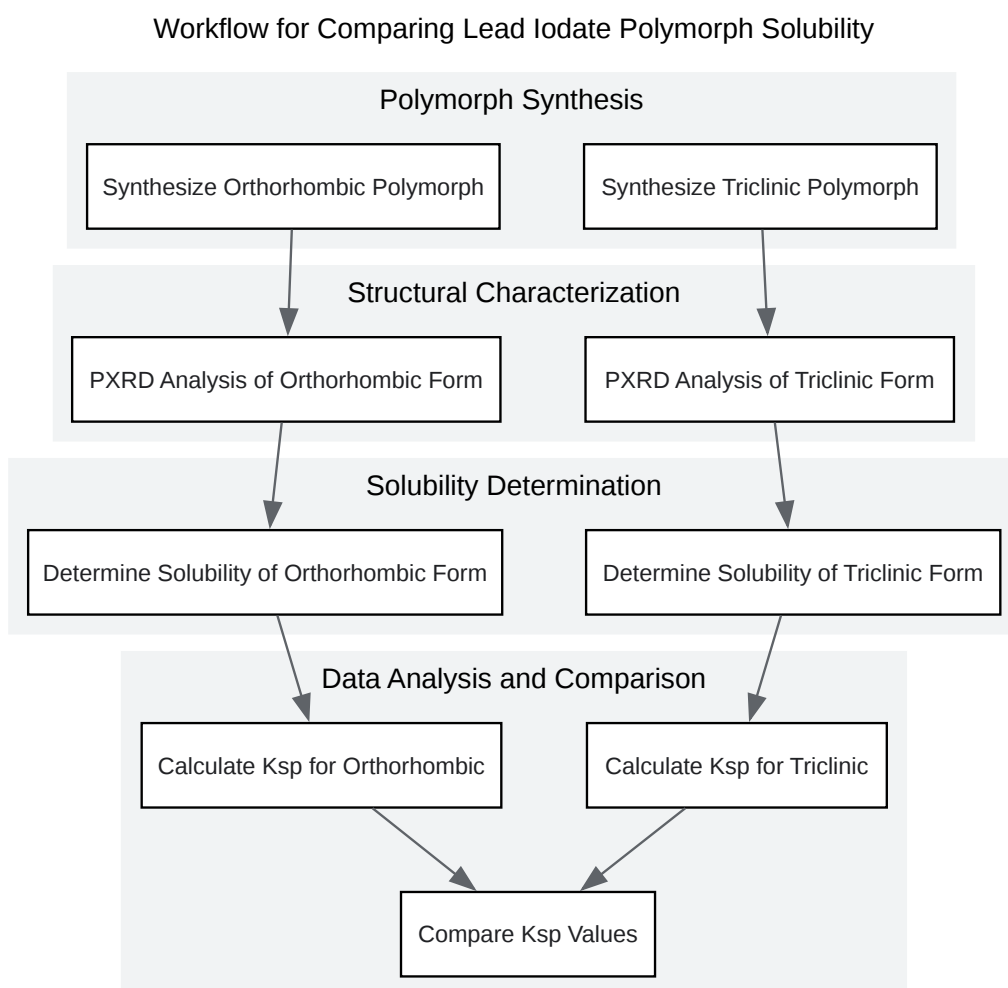 Workflow for Comparing Lead Iodate Polymorph Solubility
Polymorph Synthesis
Synthesize Orthorhombic Polymorph
Synthesize Triclinic Polymorph
Structural Characterization
PXRD Analysis of Orthorhombic Form
PXRD Analysis of Triclinic Form
Solubility Determination
Determine Solubility of Orthorhombic Form
Determine Solubility of Triclinic Form
Data Analysis and Comparison
Calculate Ksp for Orthorhombic
Calculate Ksp for Triclinic
Compare Ksp Values